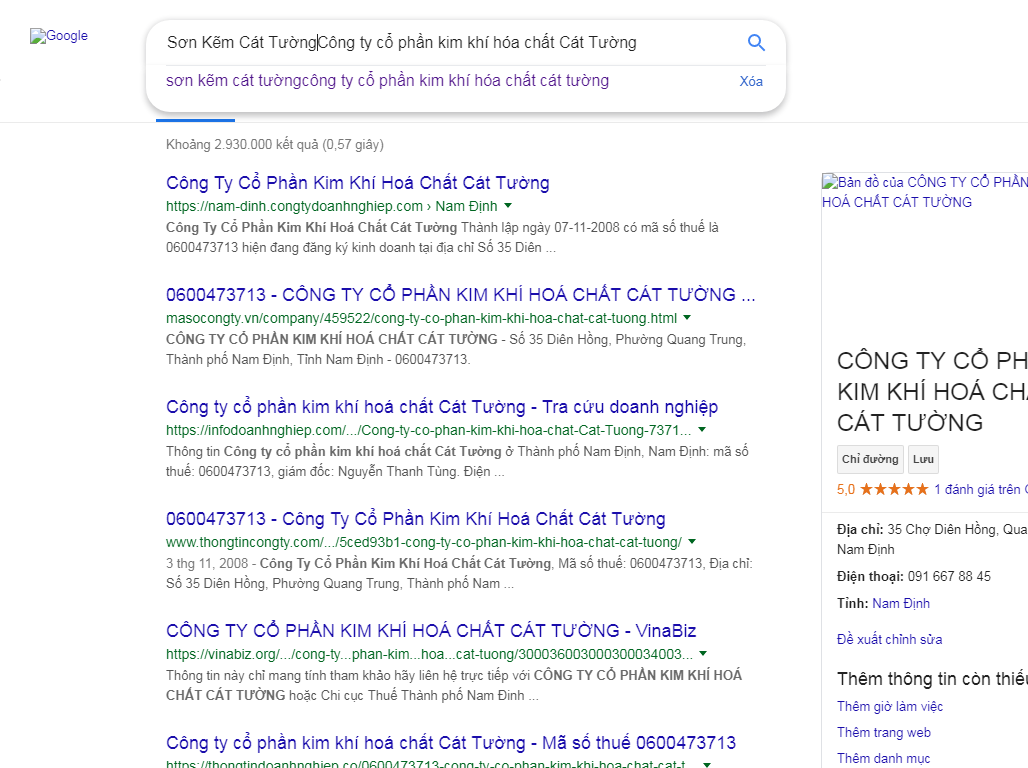 Google
Sơn Kẽm Cát TườngCông ty cổ phần kim khí hóa chất Cát Tường
sơn kẽm cát tườngcông ty cổ phần kim khí hóa chất cát tường
Xóa
Khoảng 2.930.000 kết quả (0,57 giây)
Công Ty Cổ Phần Kim Khí Hoá Chất Cát Tường
https://nam-dinh.congtydoanhnghiep.com › Nam Định
Công Ty Cổ Phần Kim Khí Hoá Chất Cát Tường Thành lập ngày 07-11-2008 có mã số thuế là
0600473713 hiện đang đăng ký kinh doanh tại địa chỉ Số 35 Diên ...
0600473713 - CÔNG TY CỔ PHẦN KIM KHÍ HOÁ CHẤT CÁT TƯỜNG ...
masocongty.vn/company/459522/cong-ty-co-phan-kim-khi-hoa-chat-cat-tuong.html
CÔNG TY CỔ PHẦN KIM KHÍ HOÁ CHẤT CÁT TƯỜNG - Số 35 Diên Hồng, Phường Quang Trung,
Thành phố Nam Định, Tỉnh Nam Định - 0600473713.
Công ty cổ phần kim khí hoá chất Cát Tường - Tra cứu doanh nghiệp
https://infodoanhnghiep.com/.../Cong-ty-co-phan-kim-khi-hoa-chat-Cat-Tuong-7371...
Thông tin Công ty cổ phần kim khí hoá chất Cát Tường ở Thành phố Nam Định, Nam Định: mã số
thuế: 0600473713, giám đốc: Nguyễn Thanh Tùng. Điện ...
0600473713 - Công Ty Cổ Phần Kim Khí Hoá Chất Cát Tường
www.thongtincongty.com/.../5ced93b1-cong-ty-co-phan-kim-khi-hoa-chat-cat-tuong/
3 thg 11, 2008 - Công Ty Cổ Phần Kim Khí Hoá Chất Cát Tường, Mã số thuế: 0600473713, Địa chỉ:
Số 35 Diên Hồng, Phường Quang Trung, Thành phố Nam ...
CÔNG TY CỔ PHẦN KIM KHÍ HOÁ CHẤT CÁT TƯỜNG - VinaBiz
https://vinabiz.org/.../cong-ty...phan-kim...hoa...cat-tuong/300036003000300034003...
Thông tin này chỉ mang tính tham khảo hãy liên hệ trực tiếp với CÔNG TY CỔ PHẦN KIM KHÍ HOÁ
CHẤT CÁT TƯỜNG hoặc Chi cục Thuế Thành phố Nam Định ...
Công ty cổ phần kim khí hoá chất Cát Tường - Mã số thuế 0600473713
https://thongtindoanhnghiep.co/0600473713-cong-ty-co-phan-kim-khi-hoa-chat-cat-t...
Bản đồ của CÔNG TY CỔ PHẦN
HOÁ CHẤT CÁT TƯỜNG
CÔNG TY CỔ PH
KIM KHÍ HOÁ CHẤ
CÁT TƯỜNG
Chỉ đường Lưu
5,0 ★★★★★ 1 đánh giá trên
Địa chỉ: 35 Chợ Diên Hồng, Qua
Nam Định
Điện thoại: 091 667 88 45
Tỉnh: Nam Định
Đề xuất chỉnh sửa
Thêm thông tin còn thiếu
Thêm giờ làm việc
Thêm trang web
Thêm danh mục